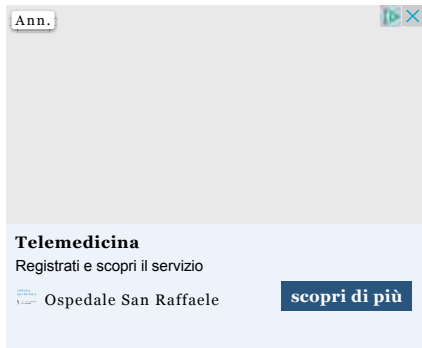 Ann.
Telemedicina
Registrati e scopri il servizio
Ospedale San Raffaele
scopri di più